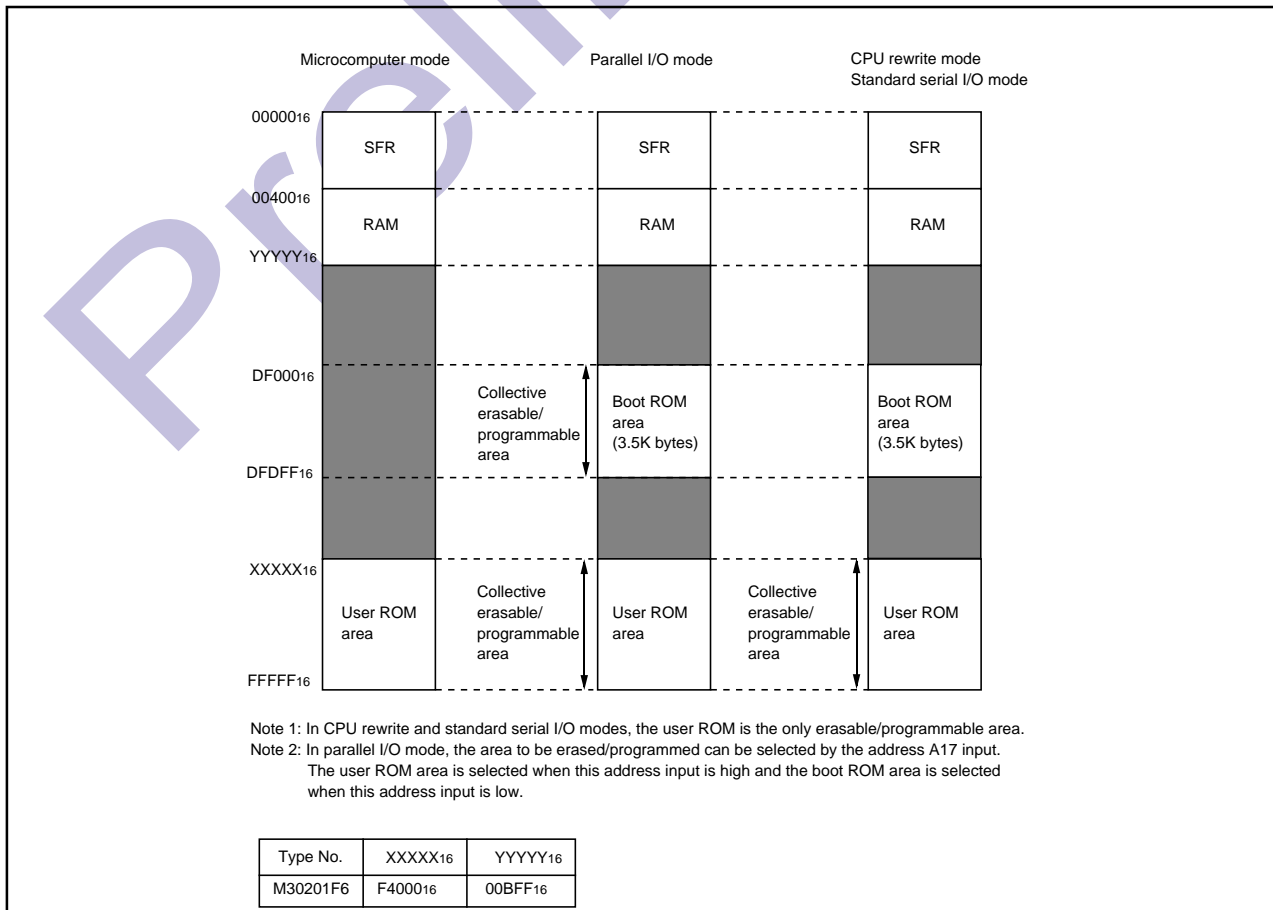 Microcomputer mode
Parallel I/O mode
CPU rewrite mode
Standard serial I/O mode
0000016
SFR
SFR
SFR
0040016
RAM
RAM
RAM
YYYYY16
DF00016
Collective
erasable/
programmable
area
Boot ROM
area
(3.5K bytes)
Boot ROM
area
(3.5K bytes)
DFDFF16
XXXXX16
User ROM
area
Collective
erasable/
programmable
area
User ROM
area
Collective
erasable/
programmable
area
User ROM
area
FFFFF16
Note 1: In CPU rewrite and standard serial I/O modes, the user ROM is the only erasable/programmable area.
Note 2: In parallel I/O mode, the area to be erased/programmed can be selected by the address A17 input.
The user ROM area is selected when this address input is high and the boot ROM area is selected
when this address input is low.
Type No. XXXXX16 YYYYY16
M30201F6 F400016 00BFF16